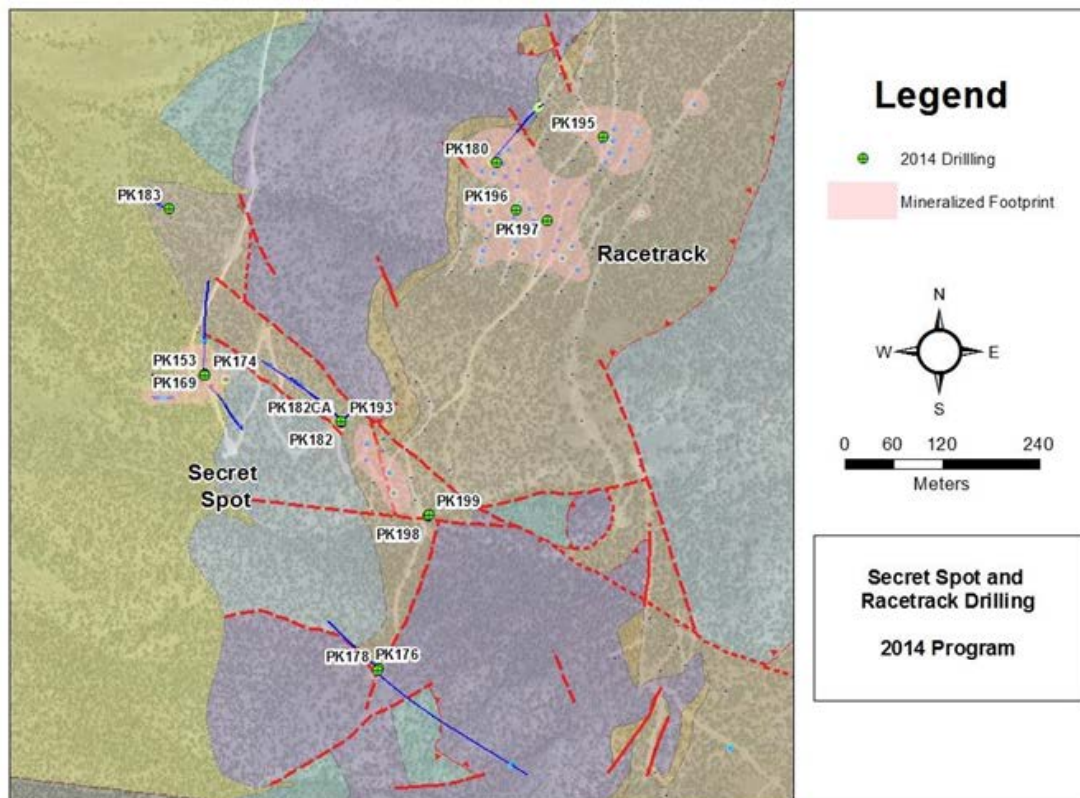 Legend
2014 Drillling
Mineralized Footprint
N
W E
S
0 60 120 240
Meters
Secret Spot and
Racetrack Drilling
2014 Program
PK195
PK180
PK183
PK196
PK197
Racetrack
PK153
PK174
PK169
PK182CA
PK193
PK182
Secret
Spot
PK199
PK198
PK178
PK176